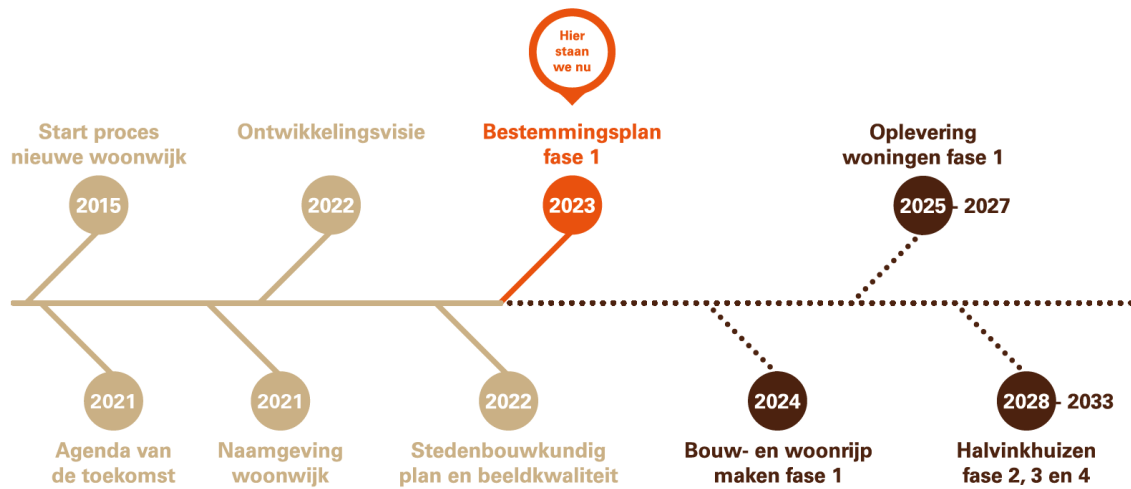 Hier
staan
we nu
Start proces
nieuwe woonwijk
2015
Ontwikkelingsvisie
2022
Bestemmingsplan
fase 1
2023
Oplevering
woningen fase 1
2025 - 2027
2021
Agenda van
de toekomst
2021
Naamgeving
woonwijk
2022
Stedenbouwkundig
plan en beeldkwaliteit
2024
Bouw- en woonrijp
maken fase 1
2028 - 2033
Halvinkhuizen
fase 2, 3 en 4